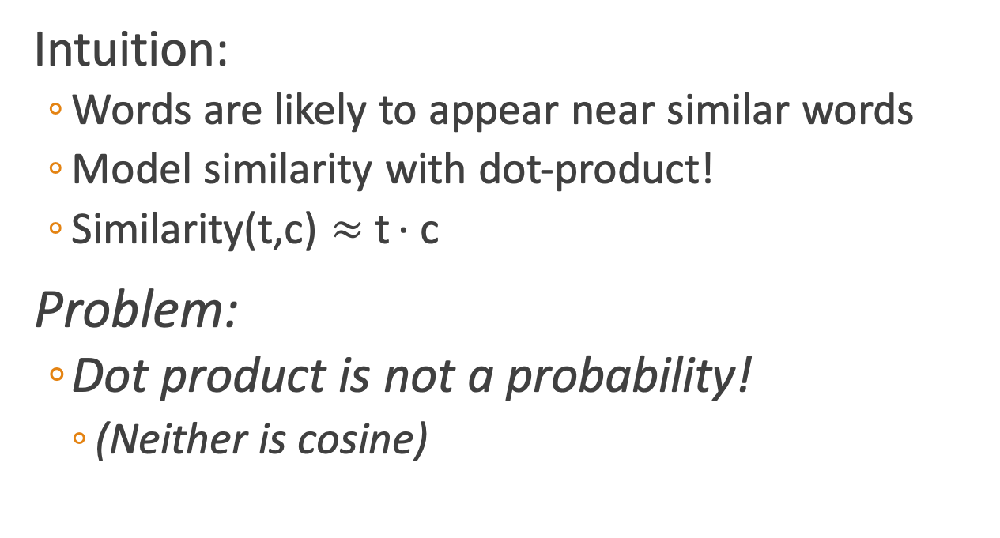 Intuition:
◦ Words are likely to appear near similar words
◦ Model similarity with dot-product!
◦ Similarity(t,c) ≈ t · c
Problem:
◦ Dot product is not a probability!
◦ (Neither is cosine)